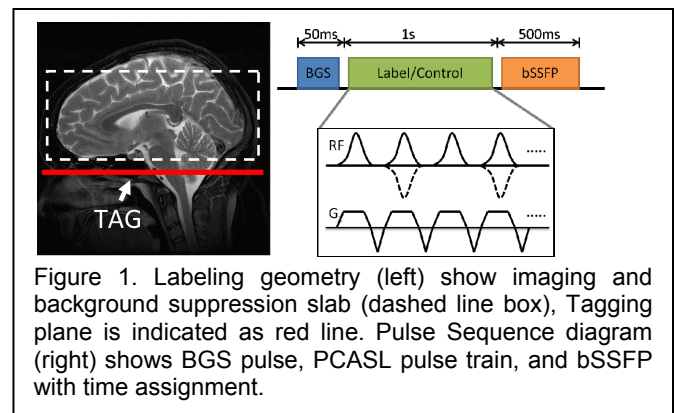 50ms 1s 500ms
BGS Label/Control bSSFP
RF .....
TAG
G .....
Figure 1. Labeling geometry (left) show imaging and
background suppression slab (dashed line box), Tagging
plane is indicated as red line. Pulse Sequence diagram
(right) shows BGS pulse, PCASL pulse train, and bSSFP
with time assignment.